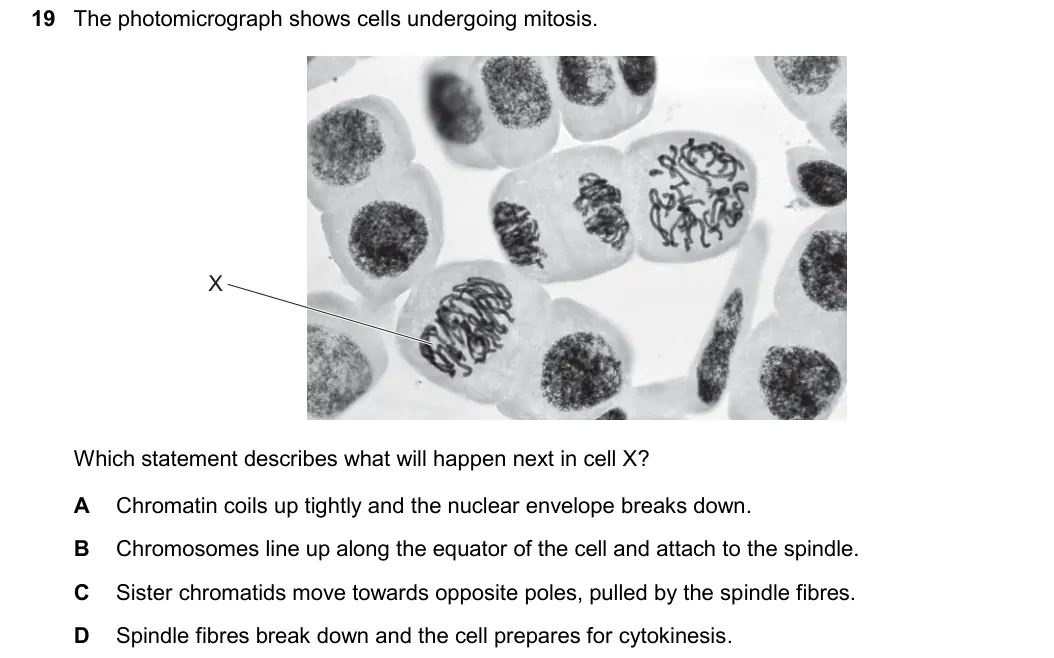 19 The photomicrograph shows cells undergoing mitosis.
X
Which statement describes what will happen next in cell X?
A Chromatin coils up tightly and the nuclear envelope breaks down.
B Chromosomes line up along the equator of the cell and attach to the spindle.
C Sister chromatids move towards opposite poles, pulled by the spindle fibres.
D Spindle fibres break down and the cell prepares for cytokinesis.